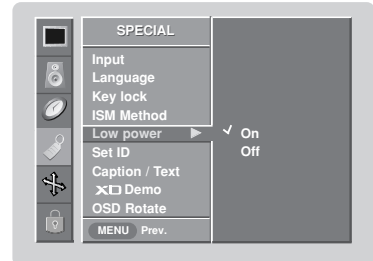 SPECIAL
Input
Language
Key lock
ISM Method
Low power ► ✓ On
Set ID Off
Caption / Text
XD Demo
OSD Rotate
MENU Prev.